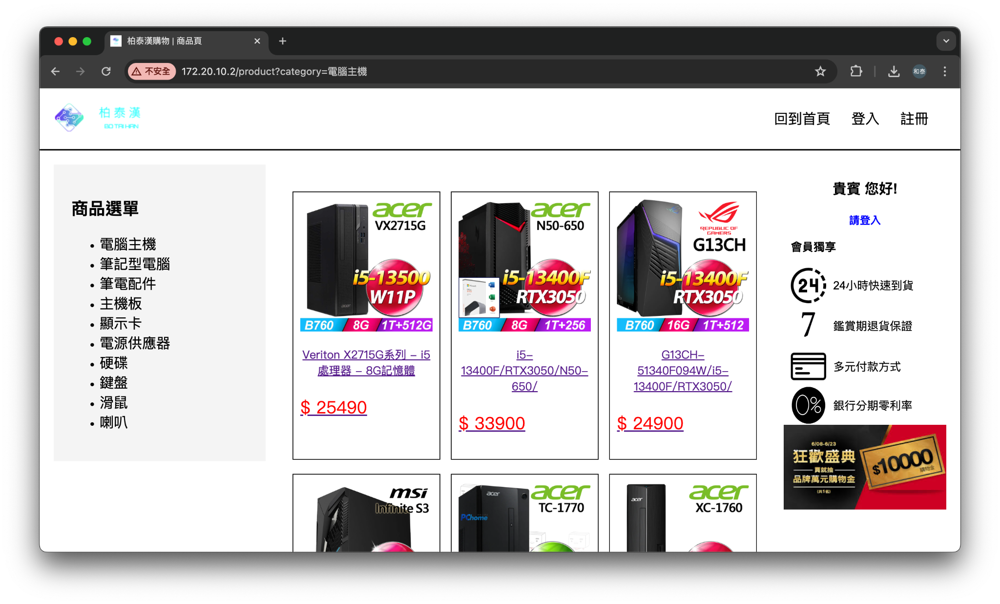 柏泰漢購物 | 商品頁
不安全
172.20.10.2/product?category=電腦主機
和泰
柏泰漢
BO TAI HAN
回到首頁
登入
註冊
商品選單
電腦主機
筆記型電腦
筆電配件
主機板
顯示卡
電源供應器
硬碟
鍵盤
滑鼠
喇叭
acer
VX2715G
i5-13500
W11P
acer
B760
8G
1T+512G
Veriton X2715G系列 – i5
處理器 – 8G記憶體
$ 25490
acer
N50-650
i5-13400F
RTX3050
B760
8G
1T+256
i5-
13400F/RTX3050/N50-
650/
$ 33900
REPUBLIC OF
GAMERS
G13CH
i5-13400F
RTX3050
B760
16G
1T+512
G13CH-
51340F094W/i5-
13400F/RTX3050/
$ 24900
msi
Infinite S3
acer
acer
TC-1770
PChome
acer
acer
XC-1760
貴賓 您好!
請登入
會員獨享
24
24小時快速到貨
7
鑑賞期退貨保證
多元付款方式
0%
銀行分期零利率
6/08-6/23
狂歡盛典
買就抽
品牌萬元購物金
(共1名)
$10000
購物金